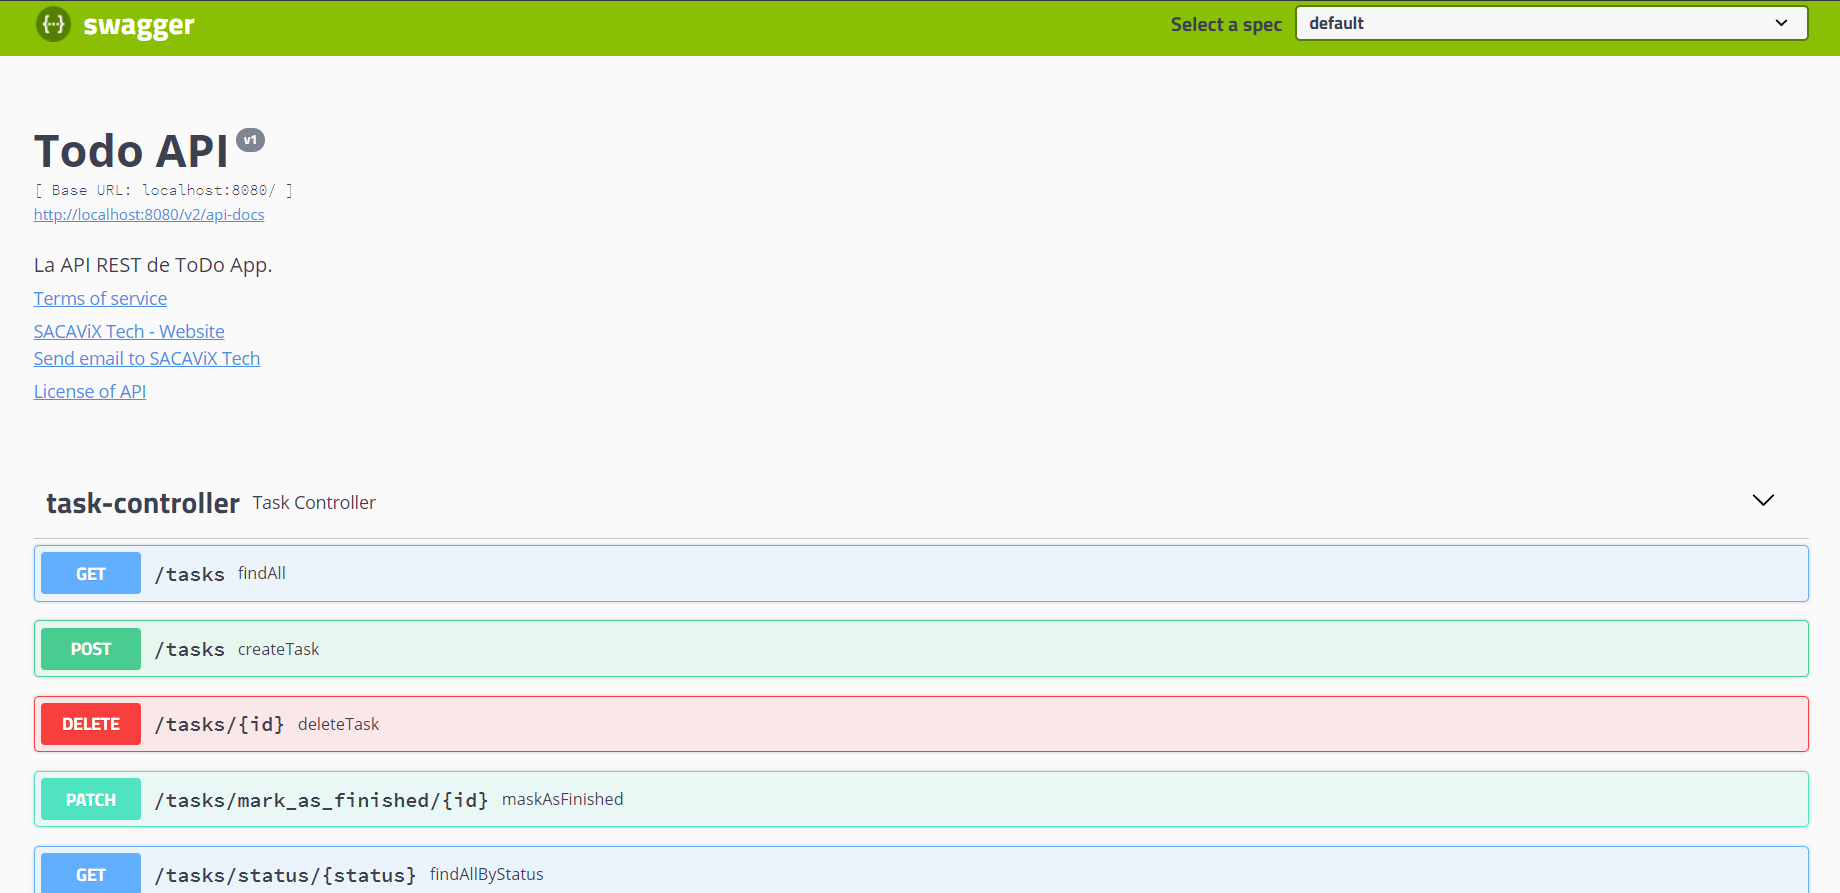 {···} swagger
Select a spec default
Todo API v1
[ Base URL: localhost:8080/ ]
http://localhost:8080/v2/api-docs
La API REST de ToDo App.
Terms of service
SACAViX Tech - Website
Send email to SACAViX Tech
License of API
task-controller Task Controller
GET /tasks findAll
POST /tasks createTask
DELETE /tasks/{id} deleteTask
PATCH /tasks/mark_as_finished/{id} maskAsFinished
GET /tasks/status/{status} findAllByStatus